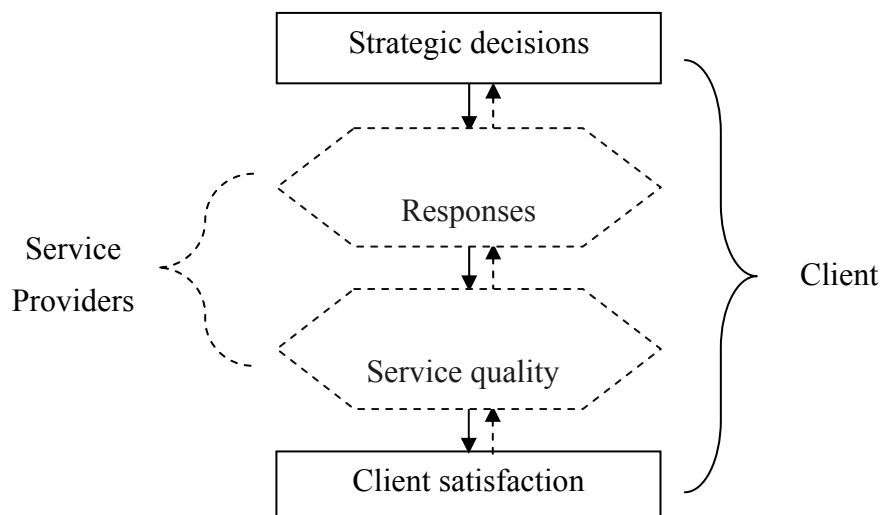 Strategic decisions
Responses
Service
Providers
Client
Service quality
Client satisfaction